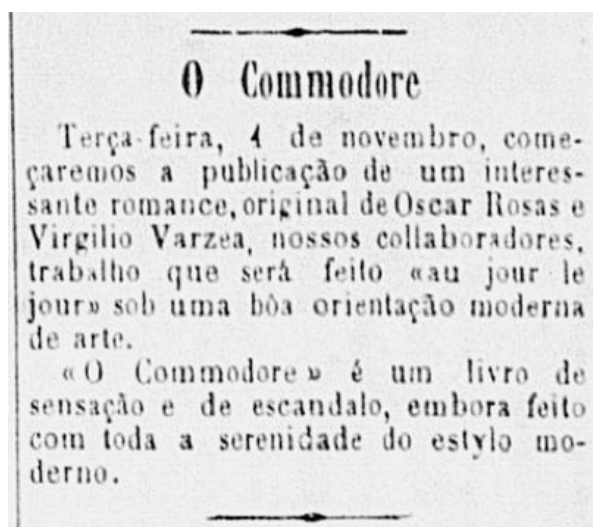 O Commodore
Terça-feira, 4 de novembro, come-
çaremos a publicação de um interes-
sante romance, original de Oscar Rosas e
Virgilio Varzea, nossos collaboradores,
trabalho que será feito «au jour le
jour» sob uma bôa orientação moderna
de arte.
«O Commodore» é um livro de
sensação e de escandalo, embora feito
com toda a serenidade do estylo mo-
derno.